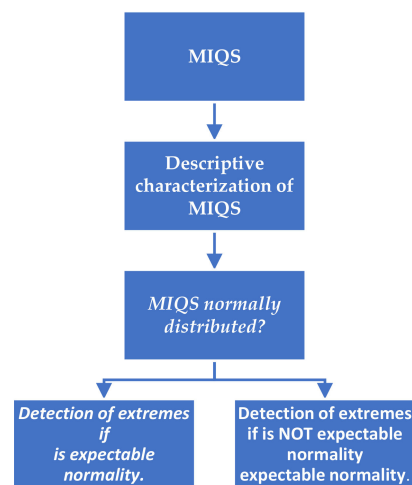 MIQS
Descriptive
characterization of
MIQS
MIQS normally
distributed?
Detection of extremes
if
is expectable
normality.
Detection of extremes
if is NOT expectable
normality
expectable normality.